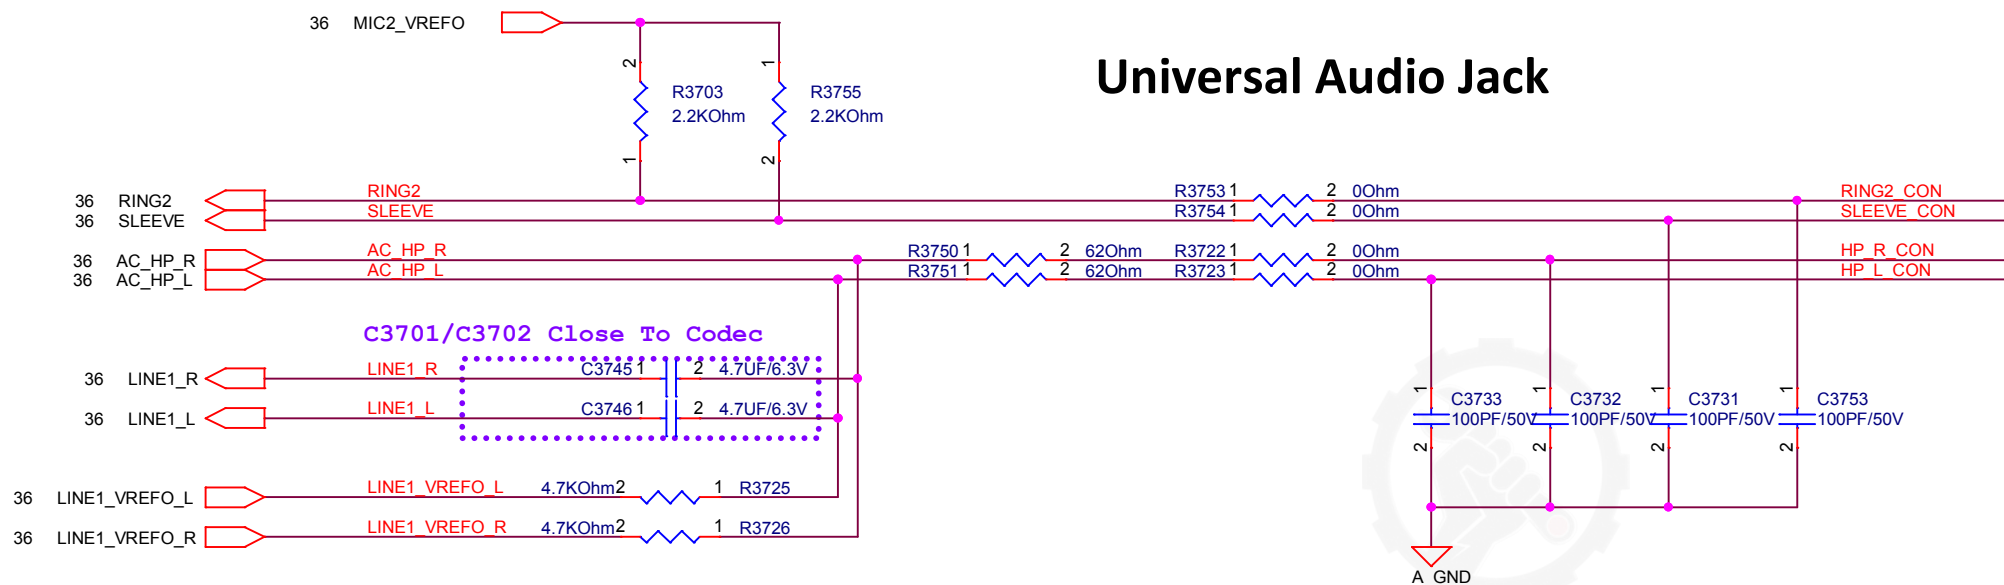 36 MIC2_VREFO
Universal Audio Jack
2 1
R3703 R3755
2.2KOhm 2.2KOhm
1 2
36 RING2 RING2 R3753 1 2 0Ohm RING2_CON
36 SLEEVE SLEEVE R3754 1 2 0Ohm SLEEVE_CON
36 AC_HP_R AC_HP_R R3750 1 2 62Ohm R3722 1 2 0Ohm HP_R_CON
36 AC_HP_L AC_HP_L R3751 1 2 62Ohm R3723 1 2 0Ohm HP_L_CON
C3701/C3702 Close To Codec
36 LINE1_R LINE1_R C3745 1 2 4.7UF/6.3V
36 LINE1_L LINE1_L C3746 1 2 4.7UF/6.3V
1 1 1 1
C3733 C3732 C3731 C3753
100PF/50V 100PF/50V 100PF/50V 100PF/50V
2 2 2 2
36 LINE1_VREFO_L LINE1_VREFO_L 4.7KOhm 2 1 R3725
36 LINE1_VREFO_R LINE1_VREFO_R 4.7KOhm 2 1 R3726
A_GND